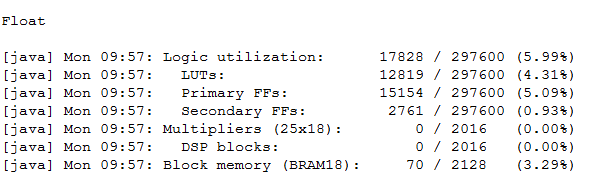 Float
[java] Mon 09:57: Logic utilization: 17828 / 297600 (5.99%)
[java] Mon 09:57: LUTs: 12819 / 297600 (4.31%)
[java] Mon 09:57: Primary FFs: 15154 / 297600 (5.09%)
[java] Mon 09:57: Secondary FFs: 2761 / 297600 (0.93%)
[java] Mon 09:57: Multipliers (25x18): 0 / 2016 (0.00%)
[java] Mon 09:57: DSP blocks: 0 / 2016 (0.00%)
[java] Mon 09:57: Block memory (BRAM18): 70 / 2128 (3.29%)